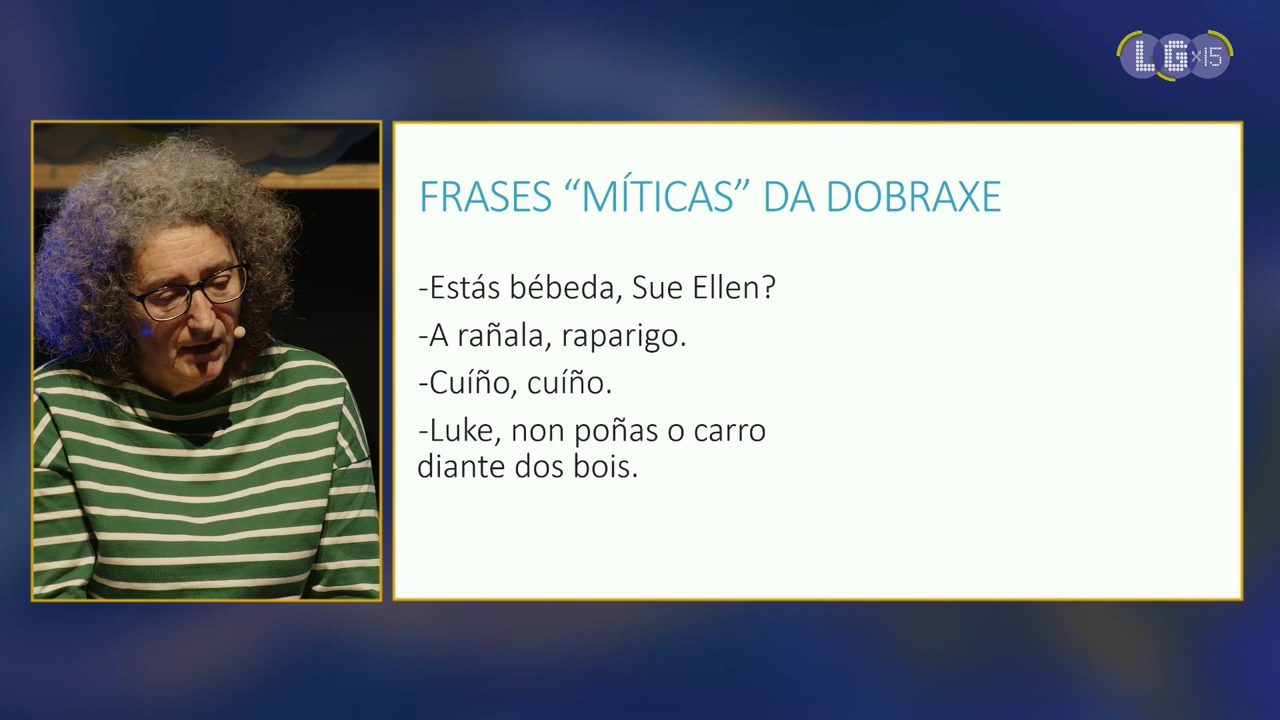 LG x15
FRASES “MÍTICAS” DA DOBRAXE
-Estás bébeda, Sue Ellen?
-A rañala, raparigo.
-Cuíño, cuíño.
-Luke, non poñas o carro
diante dos bois.